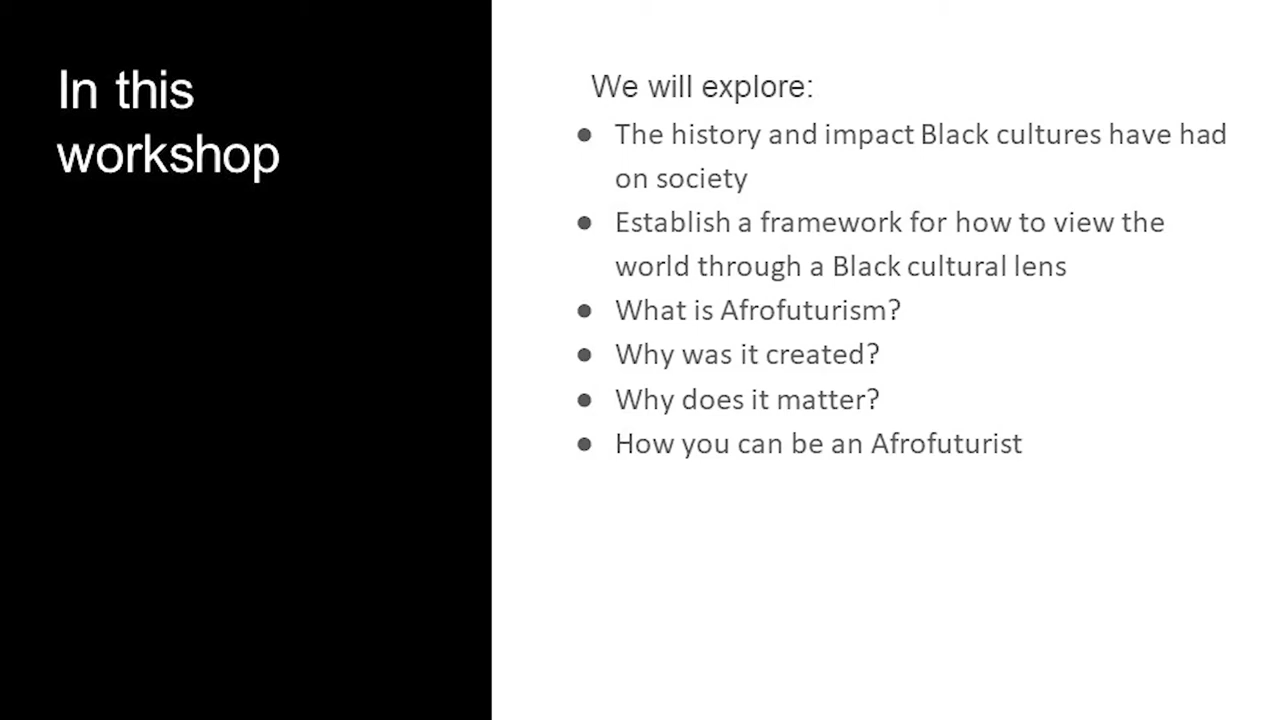 In this
workshop
We will explore:
● The history and impact Black cultures have had
on society
● Establish a framework for how to view the
world through a Black cultural lens
● What is Afrofuturism?
● Why was it created?
● Why does it matter?
● How you can be an Afrofuturist